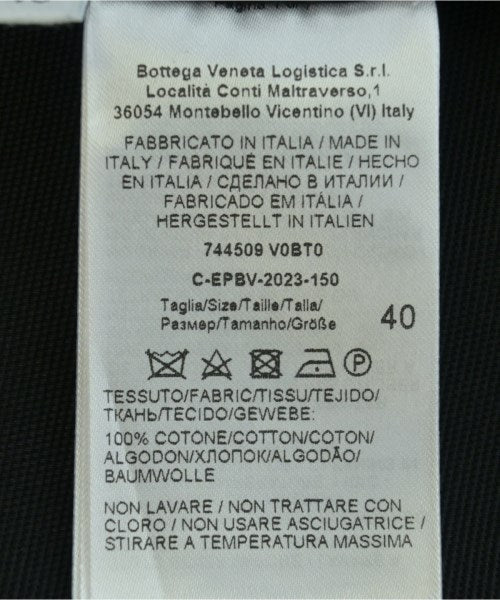 Bottega Veneta Logistica S.r.l.
Località Conti Maltraverso,1
36054 Montebello Vicentino (VI) Italy
FABBRICATO IN ITALIA / MADE IN
ITALY / FABRIQUÉ EN ITALIE / HECHO
EN ITALIA / СДЕЛАНО В ИТАЛИИ /
FABRICADO EM ITÁLIA /
HERGESTELLT IN ITALIEN
744509 V0BT0
C-EPBV-2023-150
Taglia/Size/Taille/Talla/
Размер/Tamanho/Größe
40
P
TESSUTO/FABRIC/TISSU/TEJIDO/
ТКАНЬ/TECIDO/GEWEBE:
100% COTONE/COTTON/COTON/
ALGODON/ХЛОПОК/ALGODÃO/
BAUMWOLLE
NON LAVARE / NON TRATTARE CON
CLORO / NON USARE ASCIUGATRICE /
STIRARE A TEMPERATURA MASSIMA